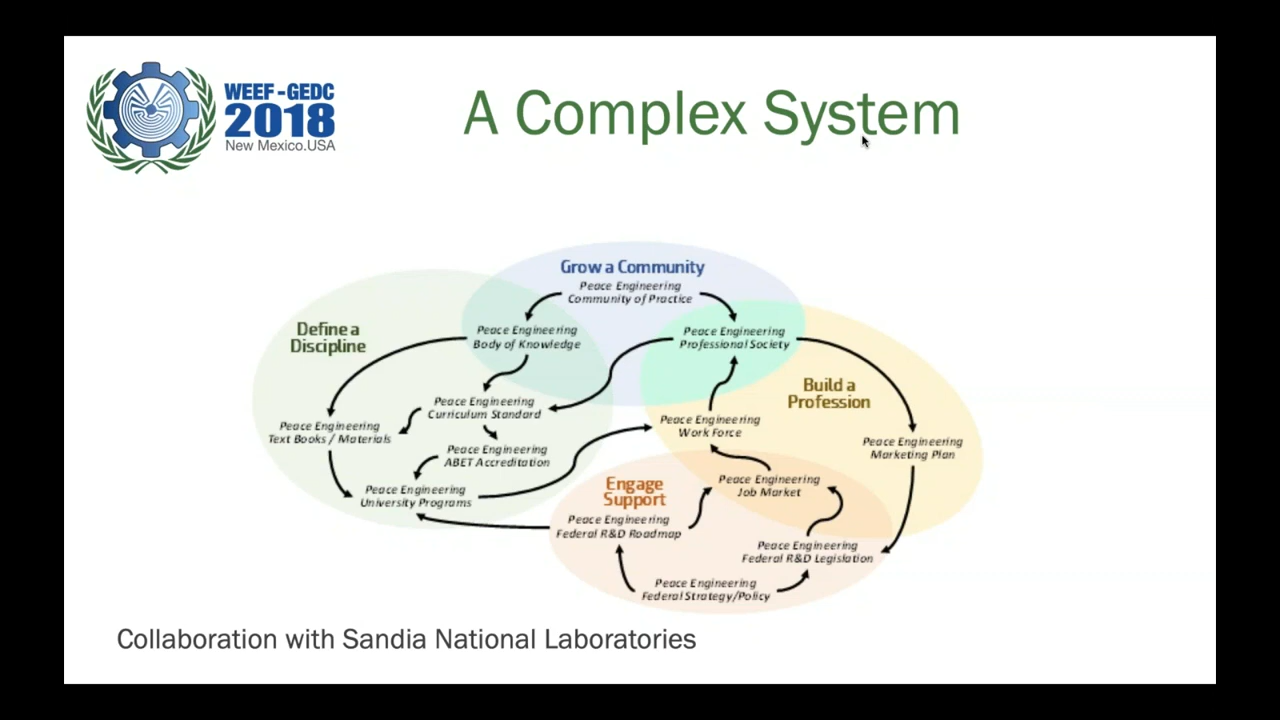 WEEF-GEDC
2018
New Mexico.USA
A Complex System
Grow a Community
Peace Engineering
Community of Practice
Define a
Discipline
Peace Engineering
Body of Knowledge
Peace Engineering
Professional Society
Build a
Profession
Peace Engineering
Curriculum Standard
Peace Engineering
Text Books / Materials
Peace Engineering
Work Force
Peace Engineering
Marketing Plan
Peace Engineering
ABET Accreditation
Peace Engineering
University Programs
Engage
Support
Peace Engineering
Job Market
Peace Engineering
Federal R&D Roadmap
Peace Engineering
Federal R&D Legislation
Peace Engineering
Federal Strategy/Policy
Collaboration with Sandia National Laboratories